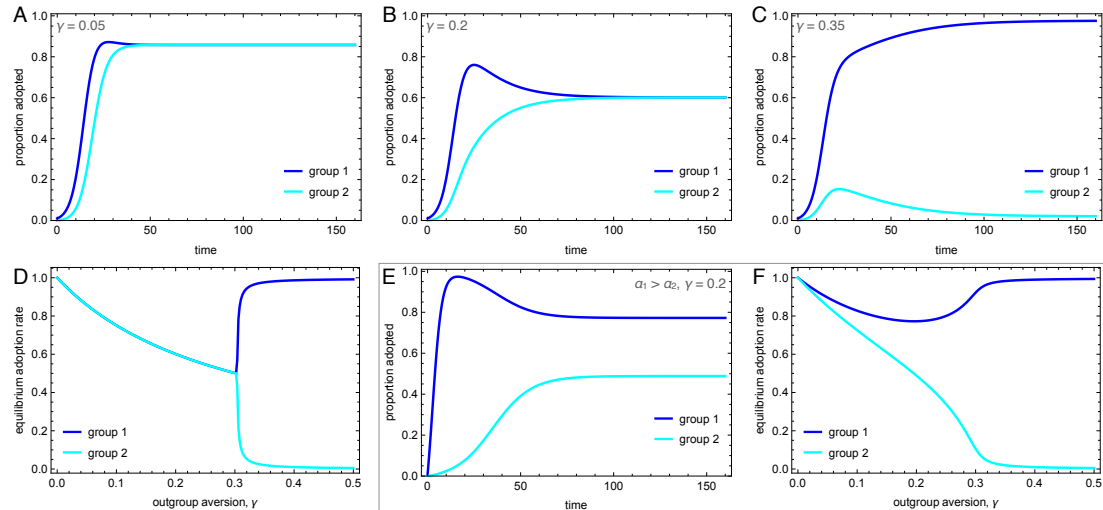 A
γ = 0.05
1.0
0.8
0.6
0.4
0.2
0.0
proportion adopted
group 1
group 2
0
50
100
150
time
B
γ = 0.2
1.0
0.8
0.6
0.4
0.2
0.0
proportion adopted
group 1
group 2
0
50
100
150
time
C
γ = 0.35
1.0
0.8
0.6
0.4
0.2
0.0
proportion adopted
group 1
group 2
0
50
100
150
time
D
1.0
0.8
0.6
0.4
0.2
0.0
equilibrium adoption rate
group 1
group 2
0.0
0.1
0.2
0.3
0.4
0.5
outgroup aversion, γ
E
α₁ > α₂, γ = 0.2
1.0
0.8
0.6
0.4
0.2
0.0
proportion adopted
group 1
group 2
0
50
100
150
time
F
1.0
0.8
0.6
0.4
0.2
0.0
equilibrium adoption rate
group 1
group 2
0.0
0.1
0.2
0.3
0.4
0.5
outgroup aversion, γ